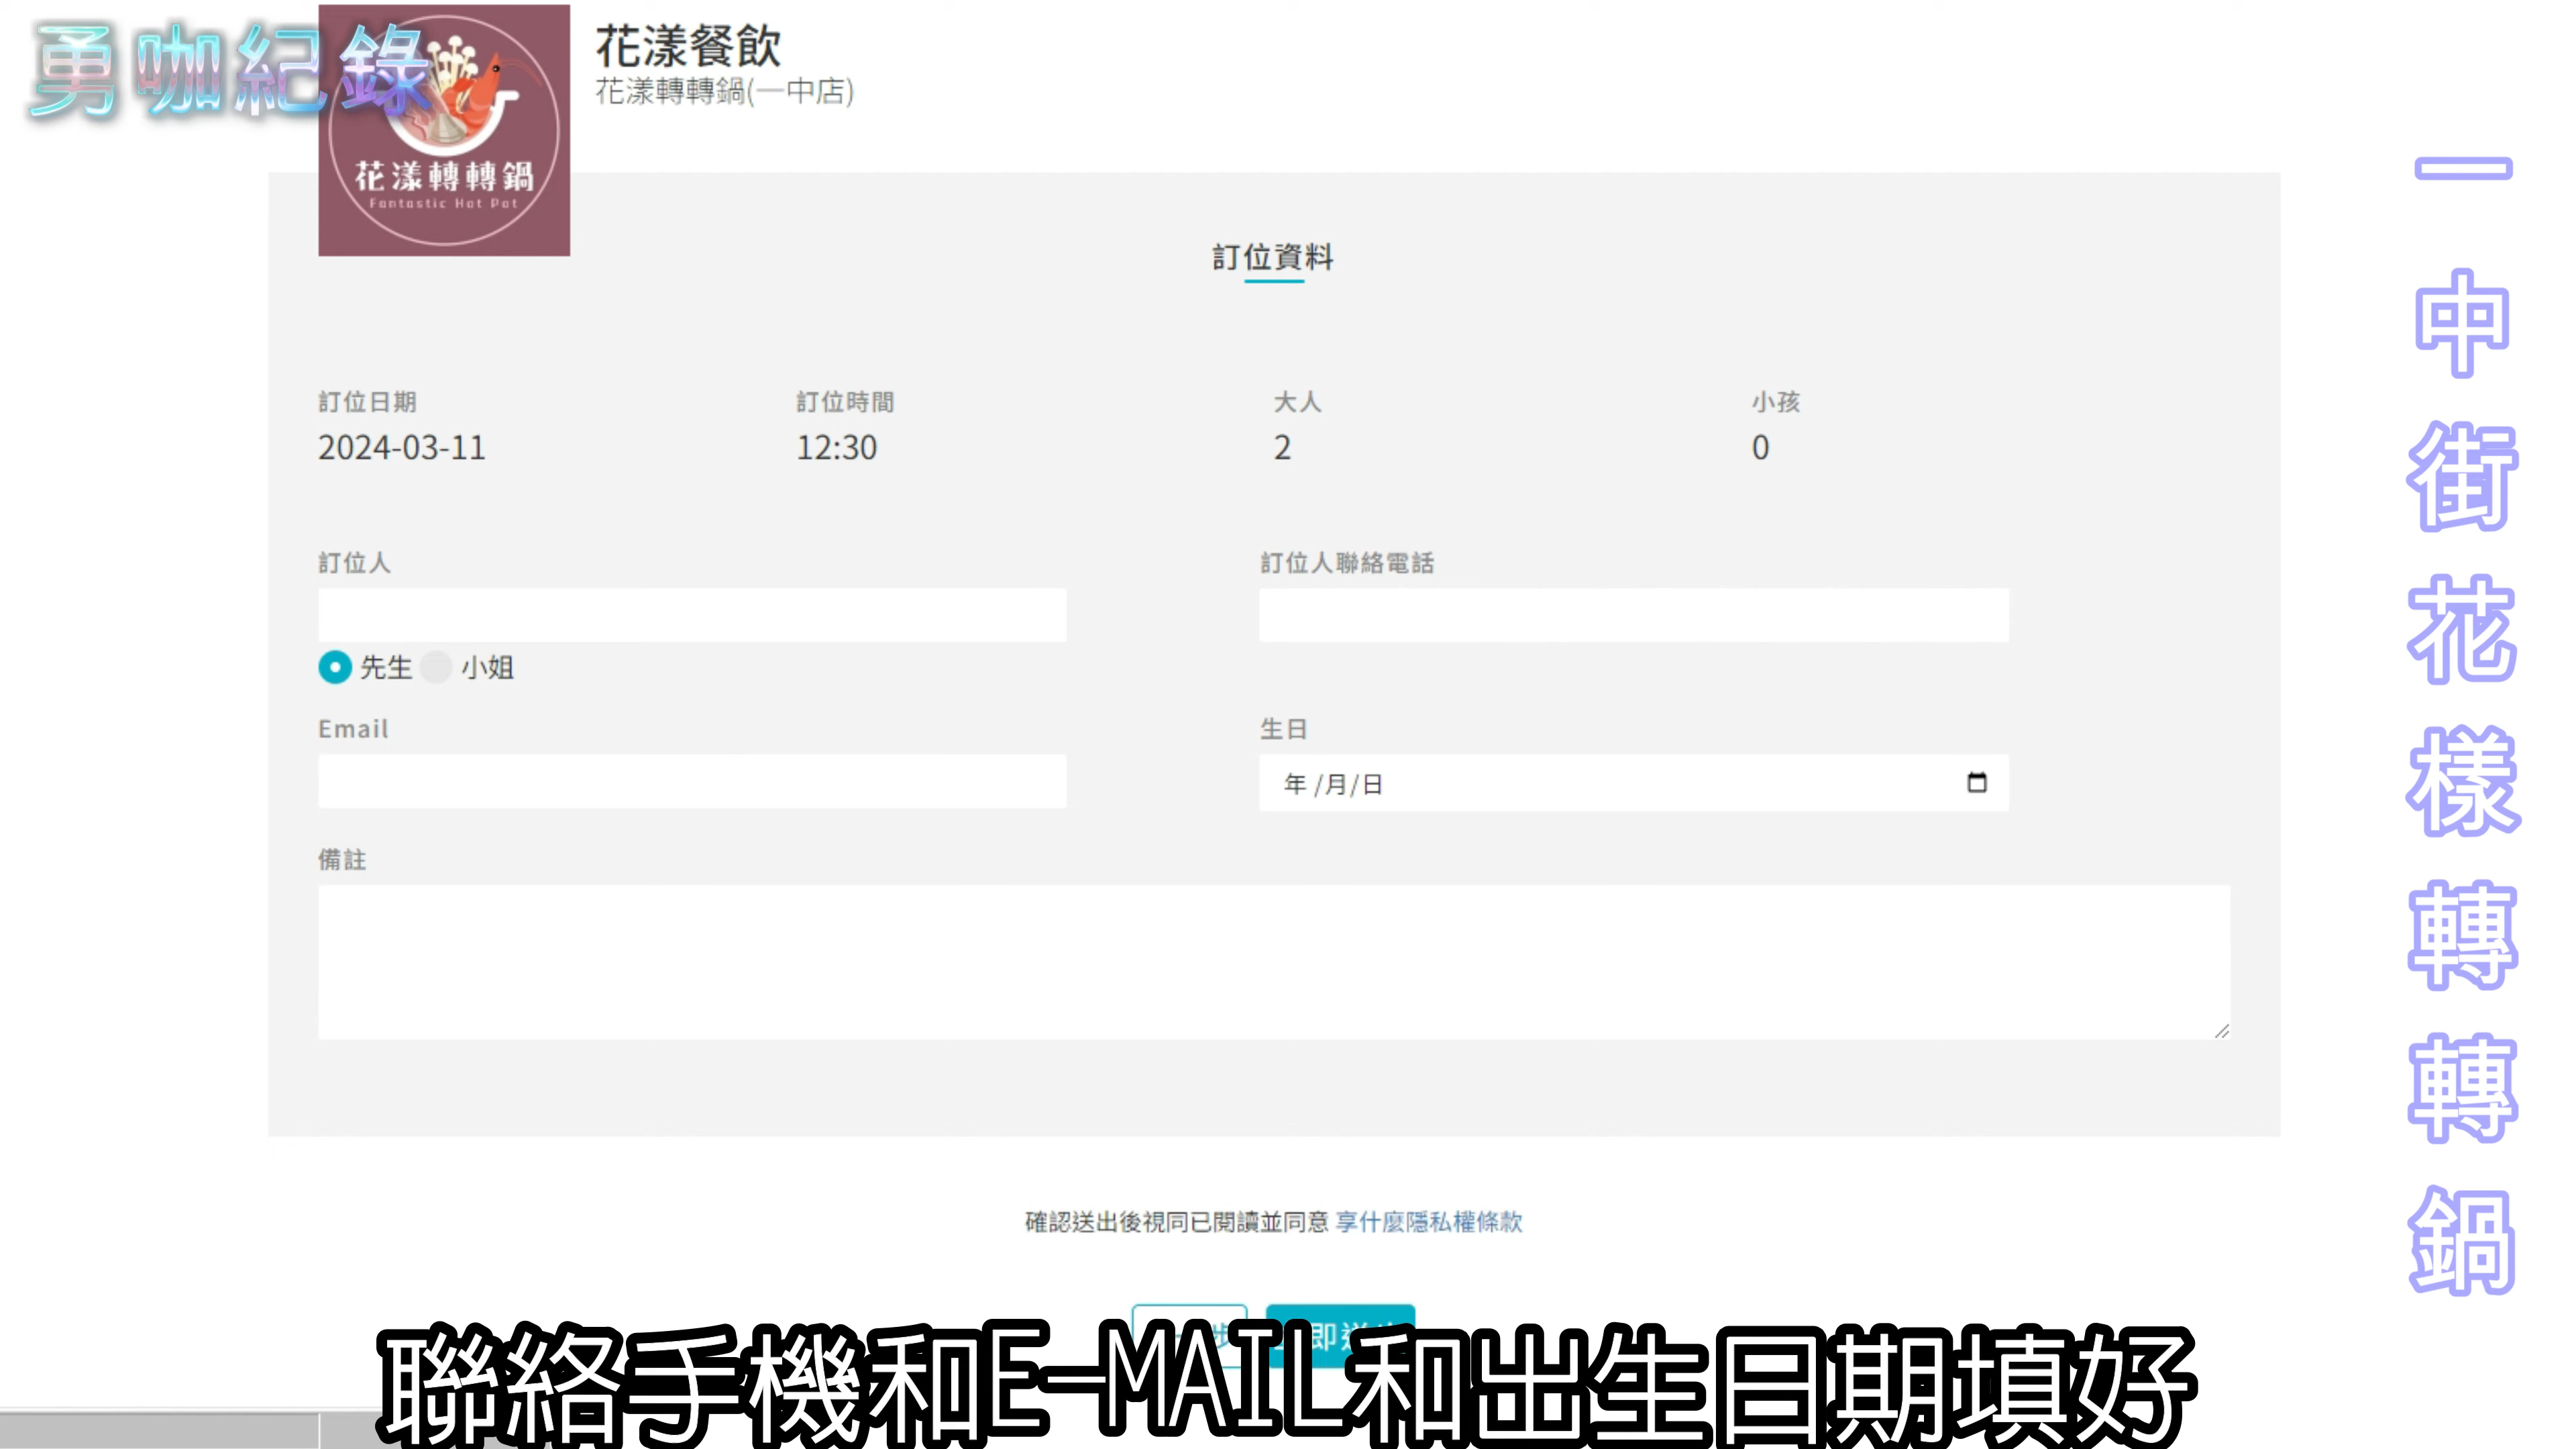 勇咖紀錄
花漾轉轉鍋
Fantastic Hot Pot
花漾餐飲
花漾轉轉鍋(一中店)
訂位資料
訂位日期
2024-03-11
訂位時間
12:30
大人
2
小孩
0
訂位人
先生
小姐
訂位人聯絡電話
Email
生日
年 /月/日
備註
確認送出後視同已閱讀並同意 享什麼隱私權條款
聯絡手機和E-MAIL和出生日期填好
一中街花樣轉轉鍋